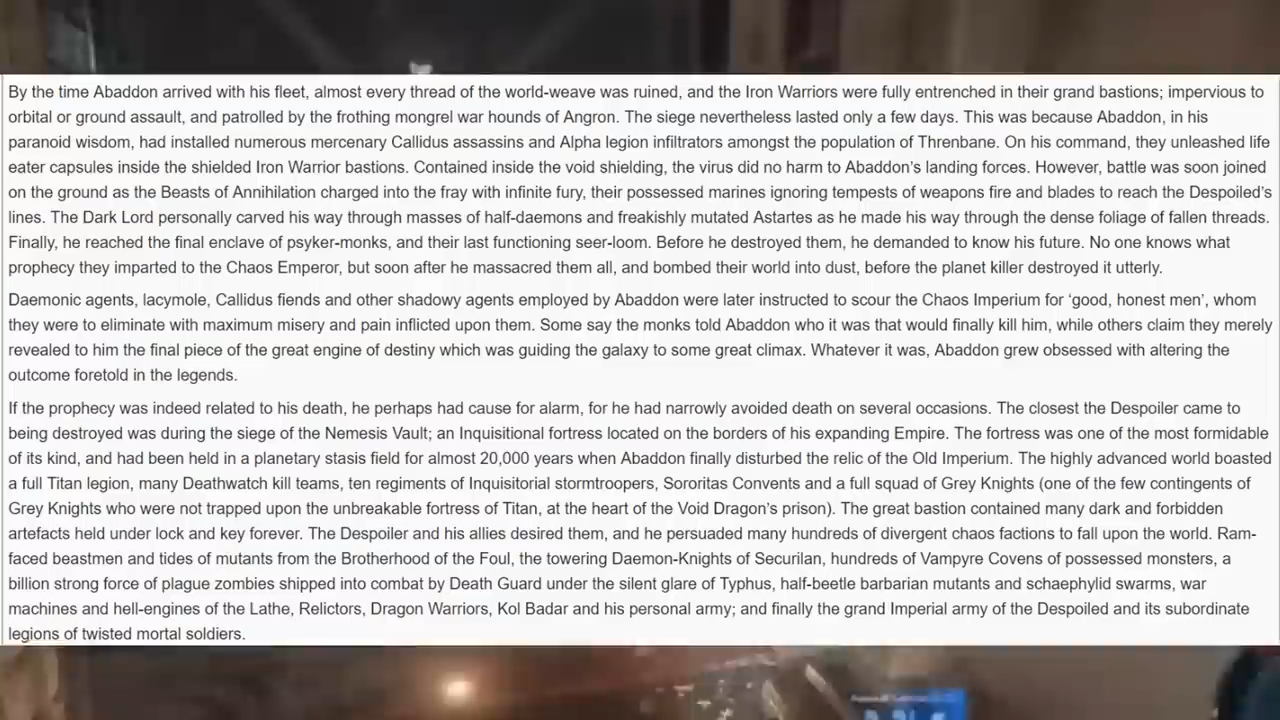 By the time Abaddon arrived with his fleet, almost every thread of the world-weave was ruined, and the Iron Warriors were fully entrenched in their grand bastions; impervious to
orbital or ground assault, and patrolled by the frothing mongrel war hounds of Angron. The siege nevertheless lasted only a few days. This was because Abaddon, in his
paranoid wisdom, had installed numerous mercenary Callidus assassins and Alpha legion infiltrators amongst the population of Threnbane. On his command, they unleashed life
eater capsules inside the shielded Iron Warrior bastions. Contained inside the void shielding, the virus did no harm to Abaddon’s landing forces. However, battle was soon joined
on the ground as the Beasts of Annihilation charged into the fray with infinite fury, their possessed marines ignoring tempests of weapons fire and blades to reach the Despoiled’s
lines. The Dark Lord personally carved his way through masses of half-daemons and freakishly mutated Astartes as he made his way through the dense foliage of fallen threads.
Finally, he reached the final enclave of psyker-monks, and their last functioning seer-loom. Before he destroyed them, he demanded to know his future. No one knows what
prophecy they imparted to the Chaos Emperor, but soon after he massacred them all, and bombed their world into dust, before the planet killer destroyed it utterly.
Daemonic agents, lacymole, Callidus fiends and other shadowy agents employed by Abaddon were later instructed to scour the Chaos Imperium for ‘good, honest men’, whom
they were to eliminate with maximum misery and pain inflicted upon them. Some say the monks told Abaddon who it was that would finally kill him, while others claim they merely
revealed to him the final piece of the great engine of destiny which was guiding the galaxy to some great climax. Whatever it was, Abaddon grew obsessed with altering the
outcome foretold in the legends.
If the prophecy was indeed related to his death, he perhaps had cause for alarm, for he had narrowly avoided death on several occasions. The closest the Despoiler came to
being destroyed was during the siege of the Nemesis Vault; an Inquisitional fortress located on the borders of his expanding Empire. The fortress was one of the most formidable
of its kind, and had been held in a planetary stasis field for almost 20,000 years when Abaddon finally disturbed the relic of the Old Imperium. The highly advanced world boasted
a full Titan legion, many Deathwatch kill teams, ten regiments of Inquisitorial stormtroopers, Sororitas Convents and a full squad of Grey Knights (one of the few contingents of
Grey Knights who were not trapped upon the unbreakable fortress of Titan, at the heart of the Void Dragon’s prison). The great bastion contained many dark and forbidden
artefacts held under lock and key forever. The Despoiler and his allies desired them, and he persuaded many hundreds of divergent chaos factions to fall upon the world. Ram-
faced beastmen and tides of mutants from the Brotherhood of the Foul, the towering Daemon-Knights of Securilan, hundreds of Vampyre Covens of possessed monsters, a
billion strong force of plague zombies shipped into combat by Death Guard under the silent glare of Typhus, half-beetle barbarian mutants and schaephylid swarms, war
machines and hell-engines of the Lathe, Relictors, Dragon Warriors, Kol Badar and his personal army; and finally the grand Imperial army of the Despoiled and its subordinate
legions of twisted mortal soldiers.